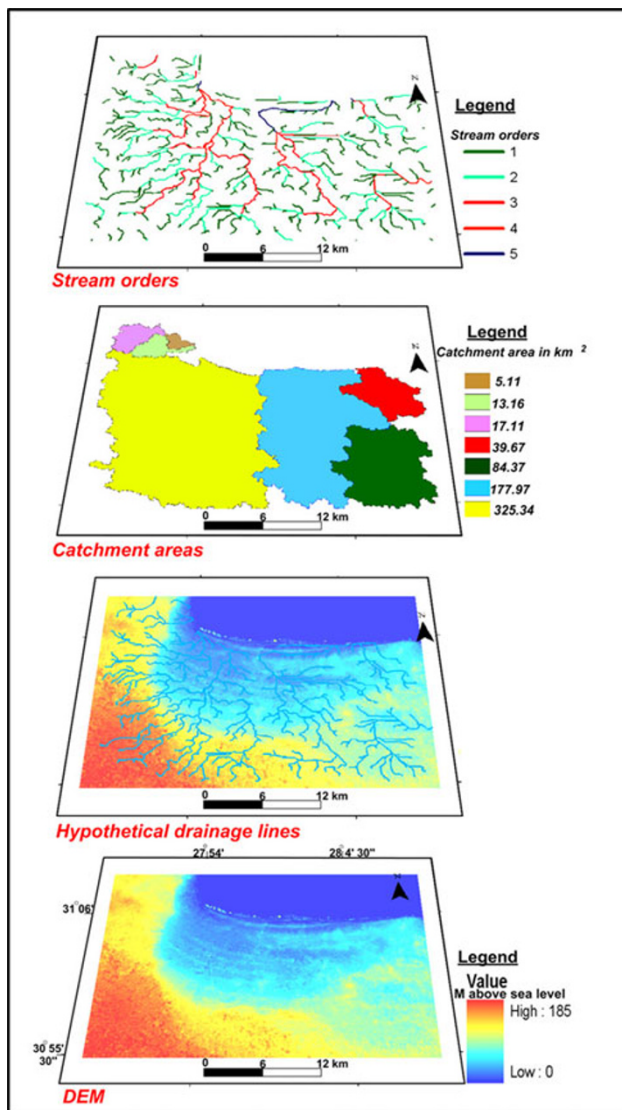 N
Legend
Stream orders
1
2
3
4
5
0 6 12 km
Stream orders
N
Legend
Catchment area in km 2
5.11
13.16
17.11
39.67
84.37
177.97
325.34
0 6 12 km
Catchment areas
N
0 6 12 km
Hypothetical drainage lines
27°54' 28°4' 30"
31°06'
N
Legend
Value
M above sea level
High : 185
Low : 0
30°55'
30"
0 6 12 km
DEM